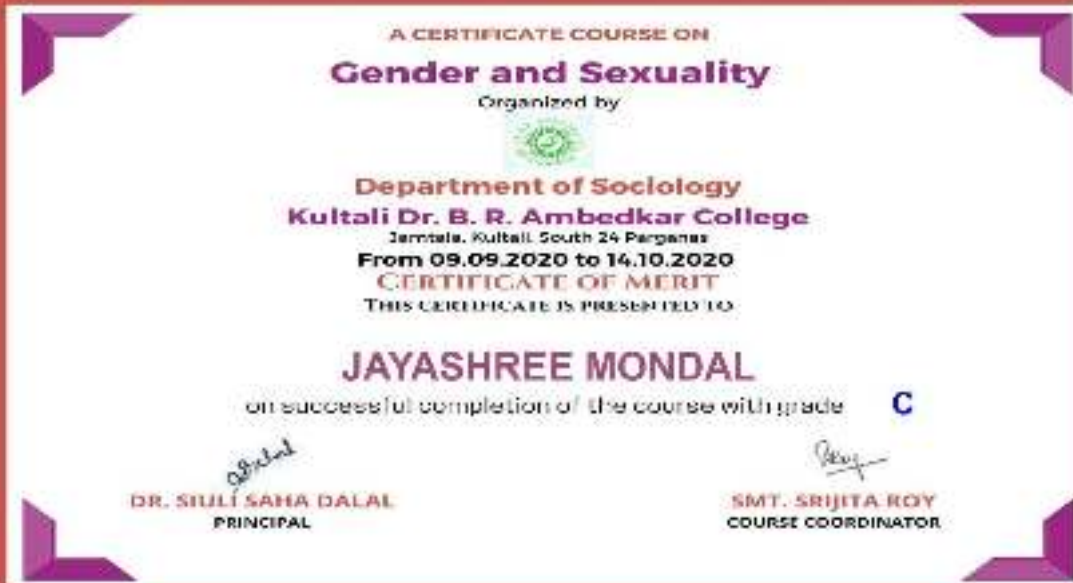 A CERTIFICATE COURSE ON
Gender and Sexuality
Organized by
Department of Sociology
Kultali Dr. B. R. Ambedkar College
Jamtala, Kultali, South 24 Parganas
From 09.09.2020 to 14.10.2020
CERTIFICATE OF MERIT
THIS CERTIFICATE IS PRESENTED TO
JAYASHREE MONDAL
on successful completion of the course with grade C
DR. SIULI SAHA DALAL
PRINCIPAL
SMT. SRIJITA ROY
COURSE COORDINATOR